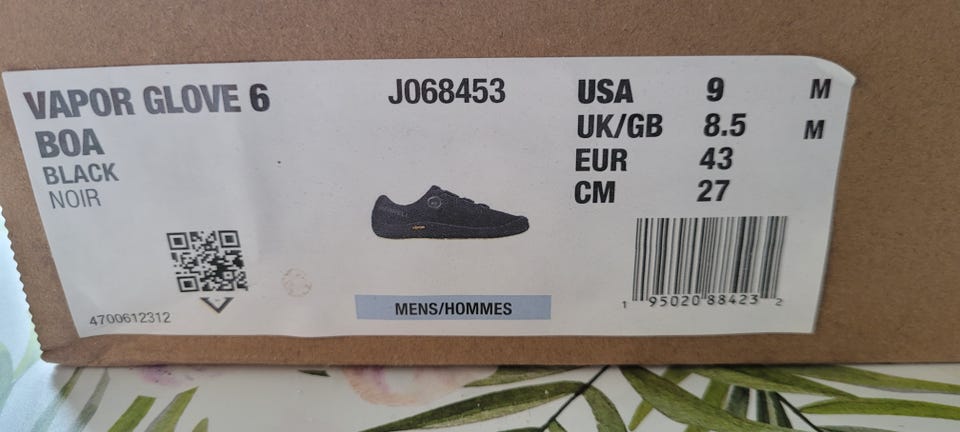 VAPOR GLOVE 6
BOA
BLACK
NOIR
4700612312
J068453
MENS/HOMMES
USA 9 M
UK/GB 8.5 M
EUR 43
CM 27
1 95020 88423 2